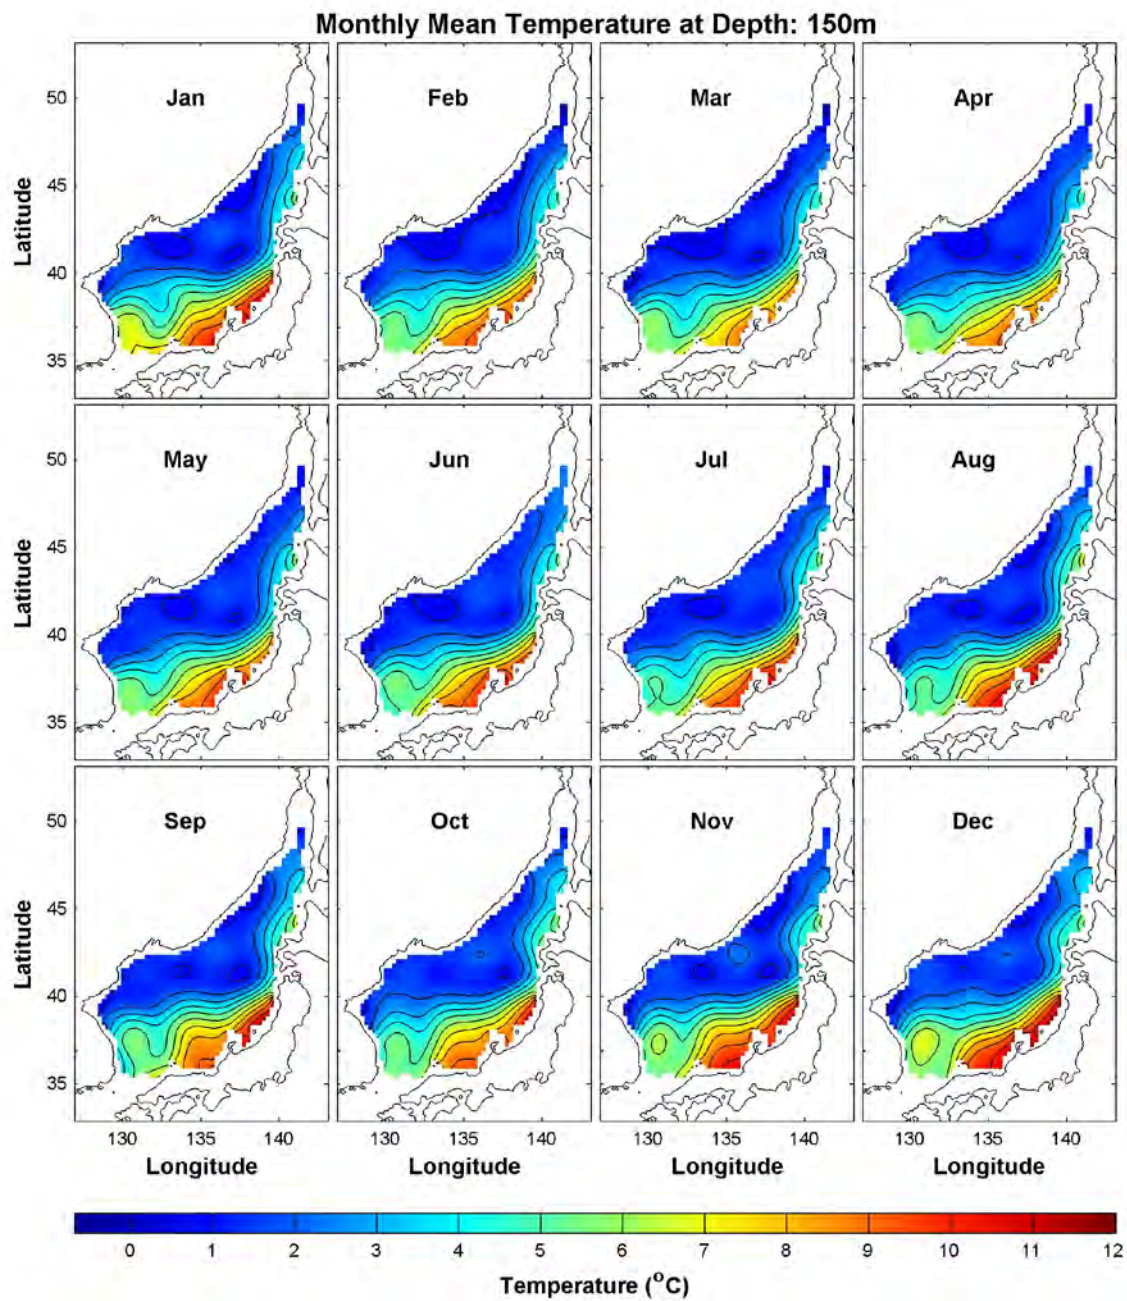 Monthly Mean Temperature at Depth: 150m
Jan Feb Mar Apr
50
45
40
35
Latitude
May Jun Jul Aug
50
45
40
35
Latitude
Sep Oct Nov Dec
50
45
40
35
Latitude
130 135 140 130 135 140 130 135 140 130 135 140
Longitude Longitude Longitude Longitude
0 1 2 3 4 5 6 7 8 9 10 11 12
Temperature (°C)